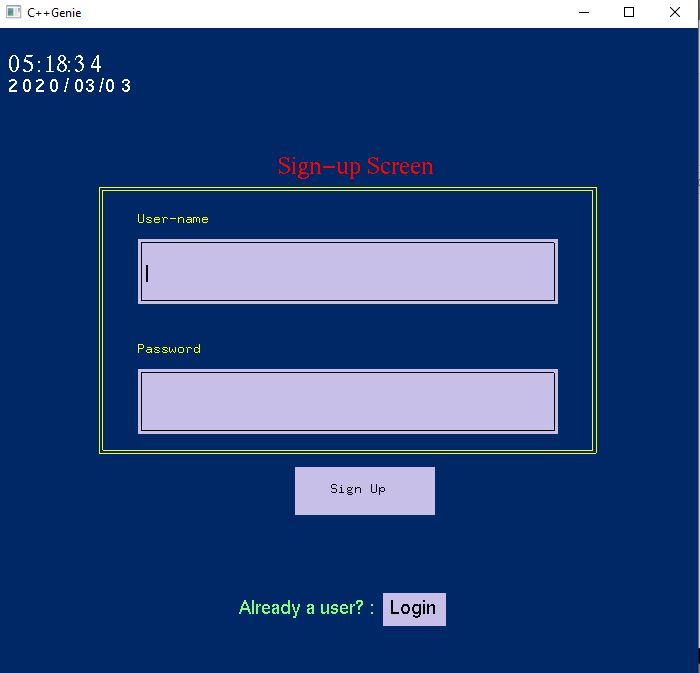 C++Genie
05:18:34
2020/03/03
Sign-up Screen
User-name
Password
Sign Up
Already a user? : Login